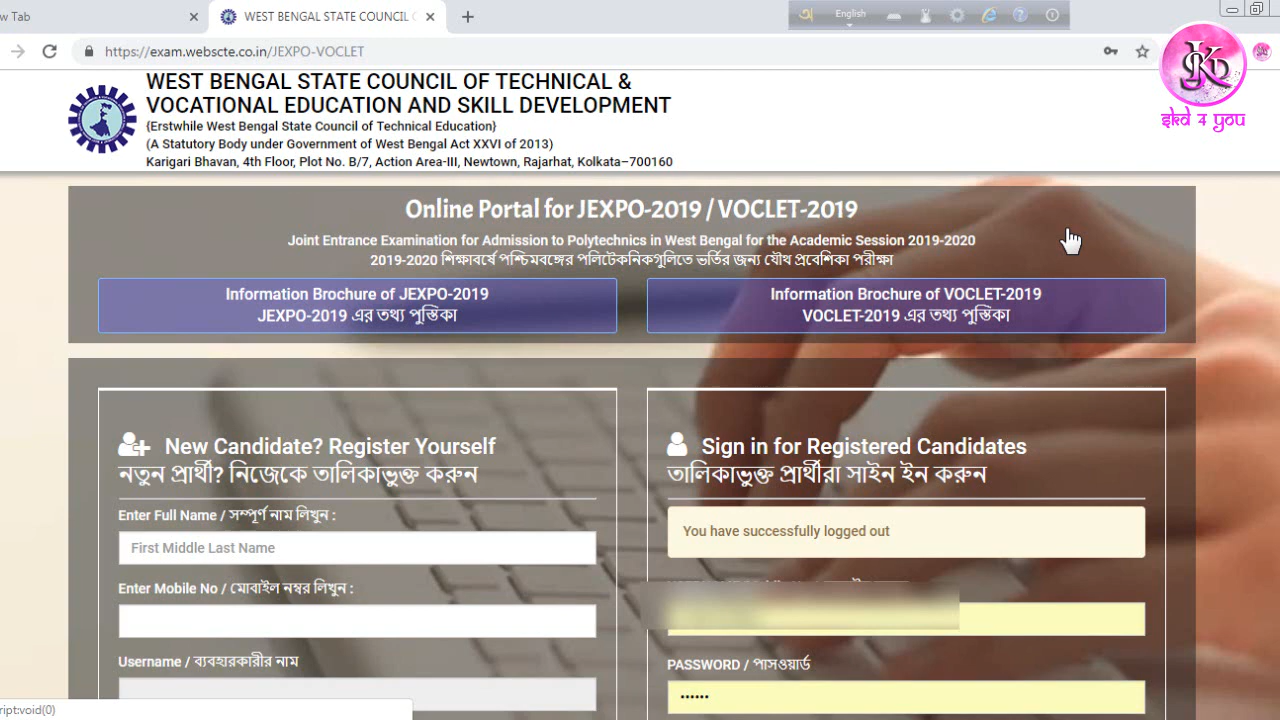 w Tab
WEST BENGAL STATE COUNCIL
English
https://exam.webscte.co.in/JEXPO-VOCLET
WEST BENGAL STATE COUNCIL OF TECHNICAL &
VOCATIONAL EDUCATION AND SKILL DEVELOPMENT
{Erstwhile West Bengal State Council of Technical Education}
(A Statutory Body under Government of West Bengal Act XXVI of 2013)
Karigari Bhavan, 4th Floor, Plot No. B/7, Action Area-III, Newtown, Rajarhat, Kolkata–700160
skd 4 you
Online Portal for JEXPO-2019 / VOCLET-2019
Joint Entrance Examination for Admission to Polytechnics in West Bengal for the Academic Session 2019-2020
2019-2020 শিক্ষাবর্ষে পশ্চিমবঙ্গের পলিটেকনিকগুলিতে ভর্তির জন্য যৌথ প্রবেশিকা পরীক্ষা
Information Brochure of JEXPO-2019
JEXPO-2019 এর তথ্য পুস্তিকা
Information Brochure of VOCLET-2019
VOCLET-2019 এর তথ্য পুস্তিকা
New Candidate? Register Yourself
নতুন প্রার্থী? নিজেকে তালিকাভুক্ত করুন
Enter Full Name / সম্পূর্ণ নাম লিখুন :
First Middle Last Name
Enter Mobile No / মোবাইল নম্বর লিখুন :
Username / ব্যবহারকারীর নাম
Sign in for Registered Candidates
তালিকাভুক্ত প্রার্থীরা সাইন ইন করুন
You have successfully logged out
PASSWORD / পাসওয়ার্ড
ript:void(0)